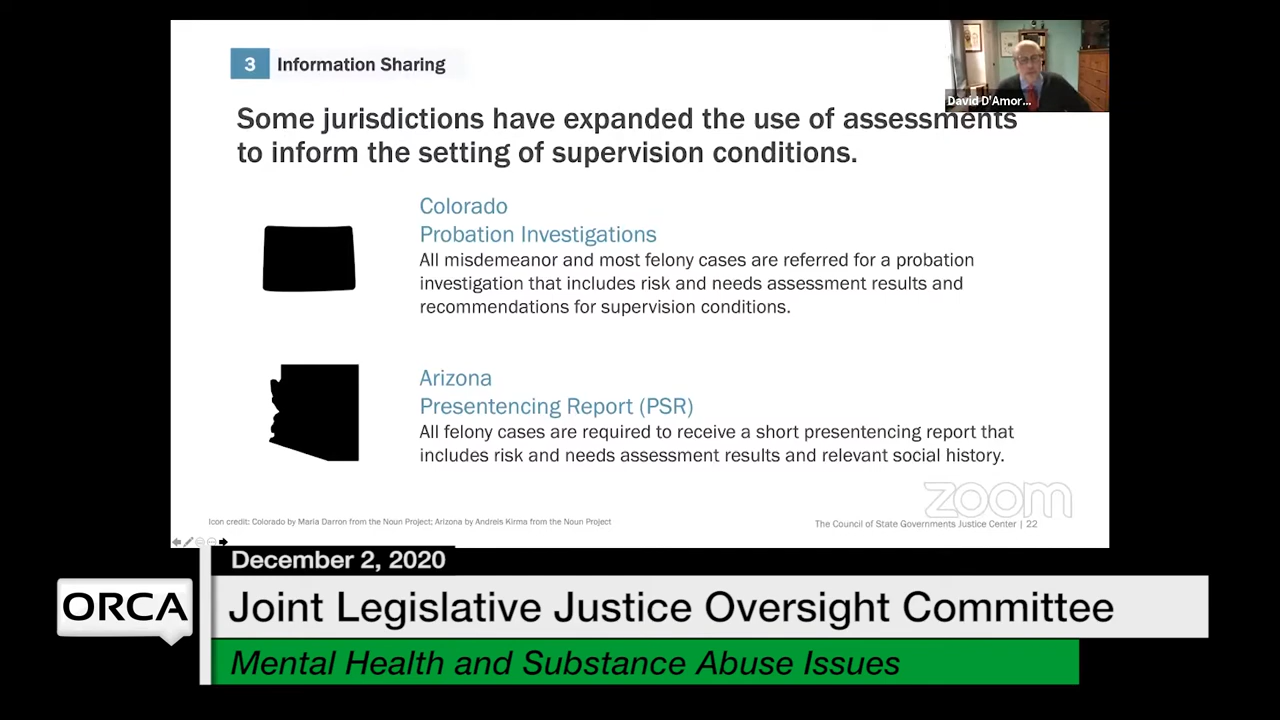 3 Information Sharing
David D'Amor...
Some jurisdictions have expanded the use of assessments
to inform the setting of supervision conditions.
Colorado
Probation Investigations
All misdemeanor and most felony cases are referred for a probation
investigation that includes risk and needs assessment results and
recommendations for supervision conditions.
Arizona
Presentencing Report (PSR)
All felony cases are required to receive a short presentencing report that
includes risk and needs assessment results and relevant social history.
zoom
Icon credit: Colorado by Maria Darron from the Noun Project; Arizona by Andreis Kirma from the Noun Project
The Council of State Governments Justice Center | 22
December 2, 2020
ORCA
Joint Legislative Justice Oversight Committee
Mental Health and Substance Abuse Issues